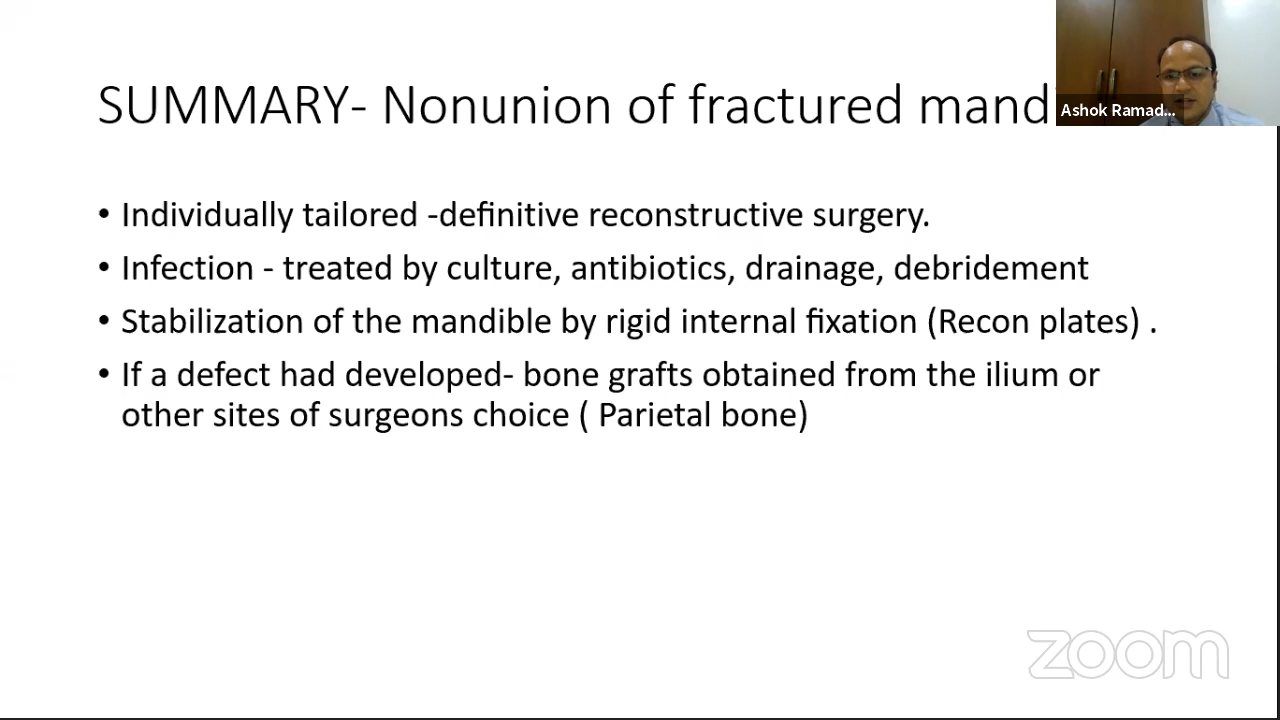 SUMMARY- Nonunion of fractured
Ashok Ramad...
• Individually tailored -definitive reconstructive surgery.
• Infection - treated by culture, antibiotics, drainage, debridement
• Stabilization of the mandible by rigid internal fixation (Recon plates) .
• If a defect had developed- bone grafts obtained from the ilium or
other sites of surgeons choice ( Parietal bone)
zoom